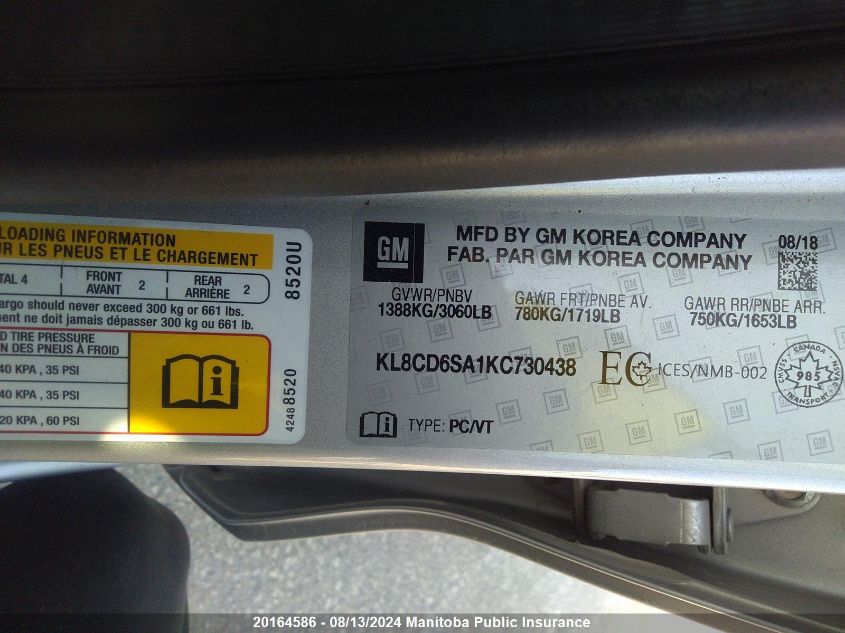 LOADING INFORMATION
UR LES PNEUS ET LE CHARGEMENT
TAL 4 FRONT AVANT 2 REAR ARRIÈRE 2
argo should never exceed 300 kg or 661 lbs.
ment ne doit jamais dépasser 300 kg ou 661 lb.
D TIRE PRESSURE
ON DES PNEUS À FROID
40 KPA , 35 PSI
40 KPA , 35 PSI
20 KPA , 60 PSI
8520U
4248 8520
GM
MFD BY GM KOREA COMPANY
FAB. PAR GM KOREA COMPANY
08/18
GVWR/PNBV
1388KG/3060LB
GAWR FRT/PNBE AV.
780KG/1719LB
GAWR RR/PNBE ARR.
750KG/1653LB
KL8CD6SA1KC730438
EC ICES/NMB-002
CANADA
985
TYPE: PC/VT
20164586 - 08/13/2024 Manitoba Public Insurance